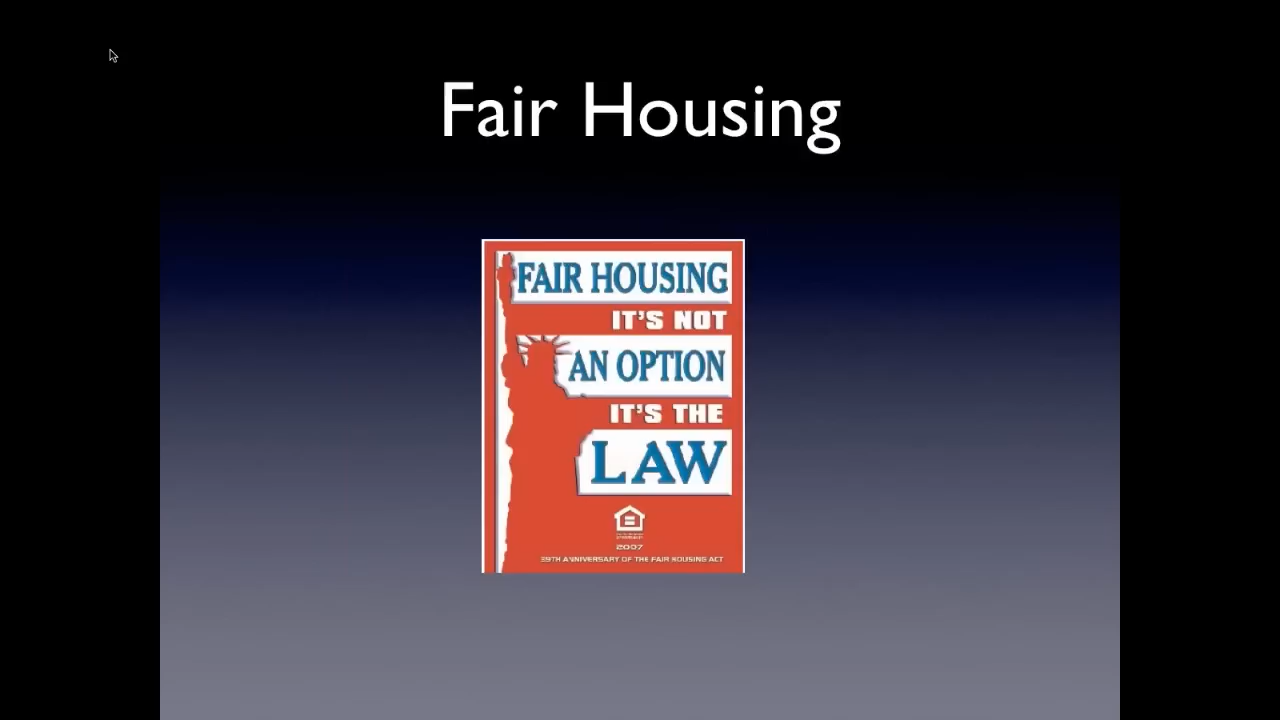 Fair Housing
FAIR HOUSING
IT'S NOT
AN OPTION
IT'S THE
LAW
2007
39TH ANNIVERSARY OF THE FAIR HOUSING ACT